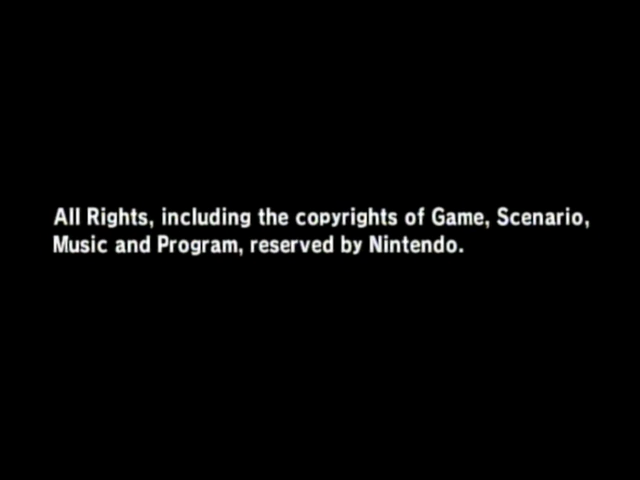 All Rights, including the copyrights of Game, Scenario,
Music and Program, reserved by Nintendo.